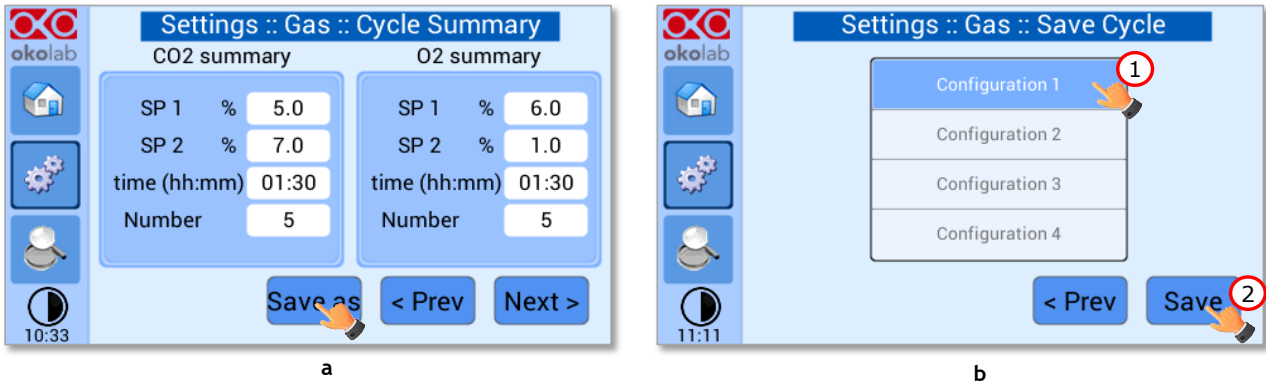 Settings :: Gas :: Cycle Summary
okolab
CO2 summary
O2 summary
SP 1 % 5.0
SP 2 % 7.0
time (hh:mm) 01:30
Number 5
SP 1 % 6.0
SP 2 % 1.0
time (hh:mm) 01:30
Number 5
Save as
< Prev
Next >
10:33
a
Settings :: Gas :: Save Cycle
okolab
Configuration 1
1
Configuration 2
Configuration 3
Configuration 4
< Prev
Save
2
11:11
b